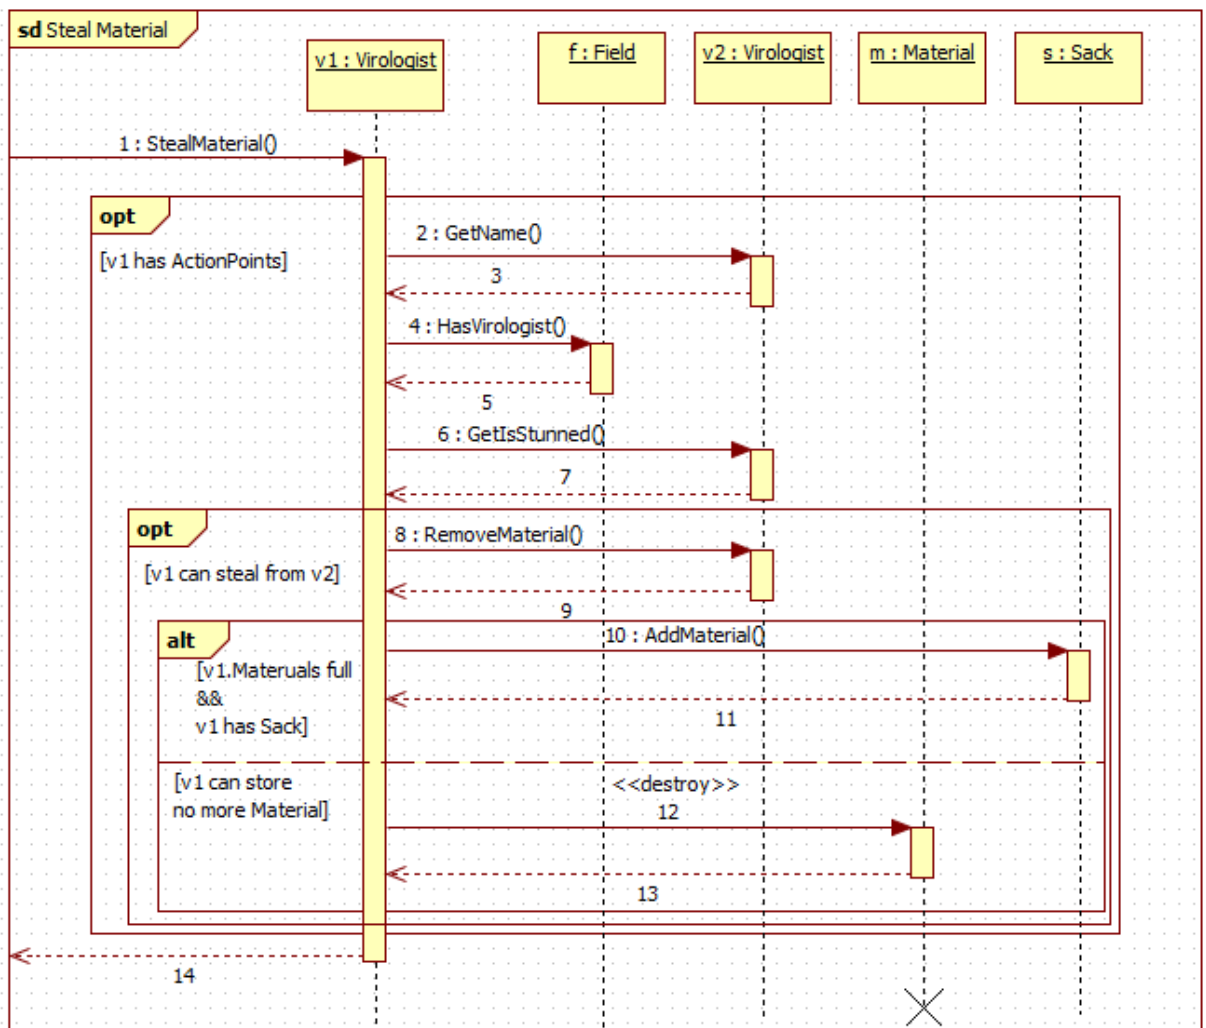 sd Steal Material
v1 : Virologist
f : Field
v2 : Virologist
m : Material
s : Sack
1 : StealMaterial()
opt
[v1 has ActionPoints]
2 : GetName()
3
4 : HasVirologist()
5
6 : GetIsStunned()
7
opt
[v1 can steal from v2]
8 : RemoveMaterial()
9
alt
[v1.Materuals full
&&
v1 has Sack]
10 : AddMaterial()
11
[v1 can store
no more Material]
<<destroy>>
12
13
14